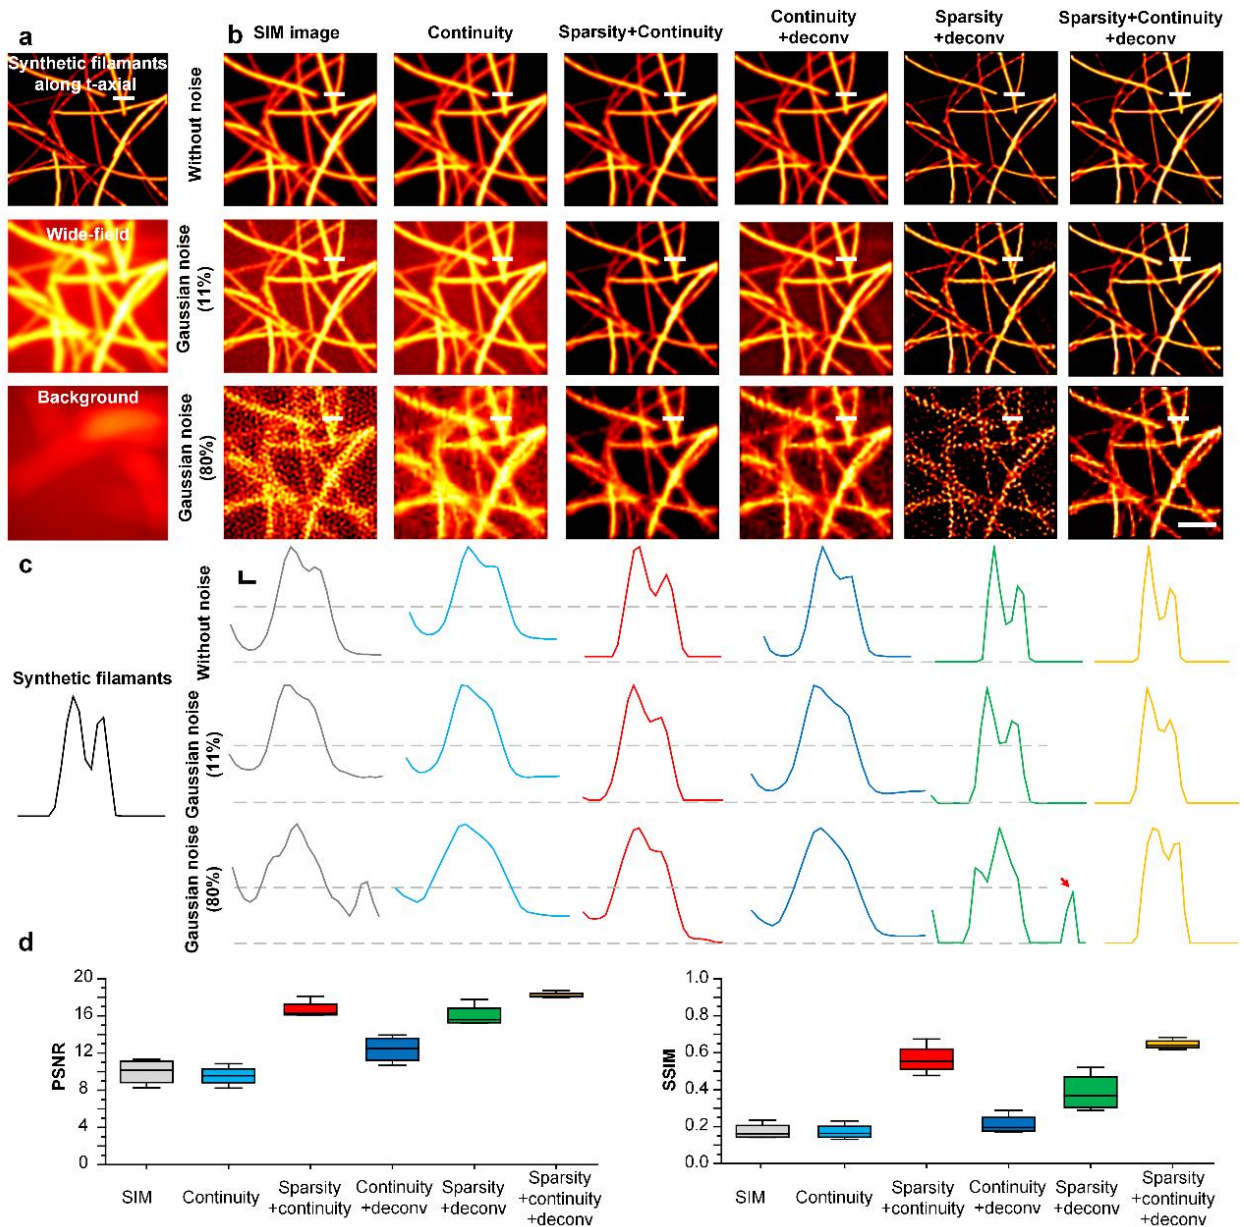 a
b
SIM image
Continuity
Sparsity+Continuity
Continuity
+deconv
Sparsity
+deconv
Sparsity+Continuity
+deconv
Synthetic filamants
along t-axial
Without noise
Wide-field
Gaussian noise
(11%)
Background
Gaussian noise
(80%)
c
Without noise
Synthetic filaments
Gaussian noise
(11%)
Gaussian noise
(80%)
d
PSNR
20
16
12
8
4
0
SIM
Continuity
Sparsity
+continuity
Continuity
+deconv
Sparsity
+deconv
Sparsity
+continuity
+deconv
SSIM
1.0
0.8
0.6
0.4
0.2
0.0
SIM
Continuity
Sparsity
+continuity
Continuity
+deconv
Sparsity
+deconv
Sparsity
+continuity
+deconv